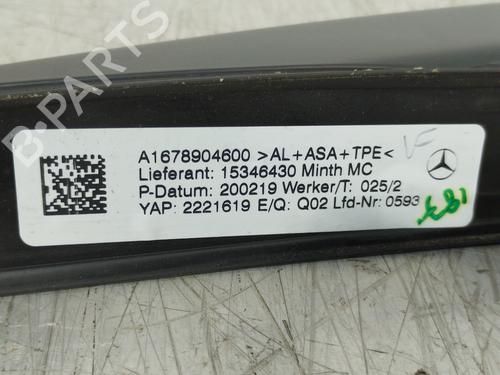 A1678904600 >AL+ASA+TPE<
Lieferant: 15346430 Minth MC
P-Datum: 200219 Werker/T: 025/2
YAP: 2221619 E/Q: Q02 Lfd-Nr: 0593
B-PARTS